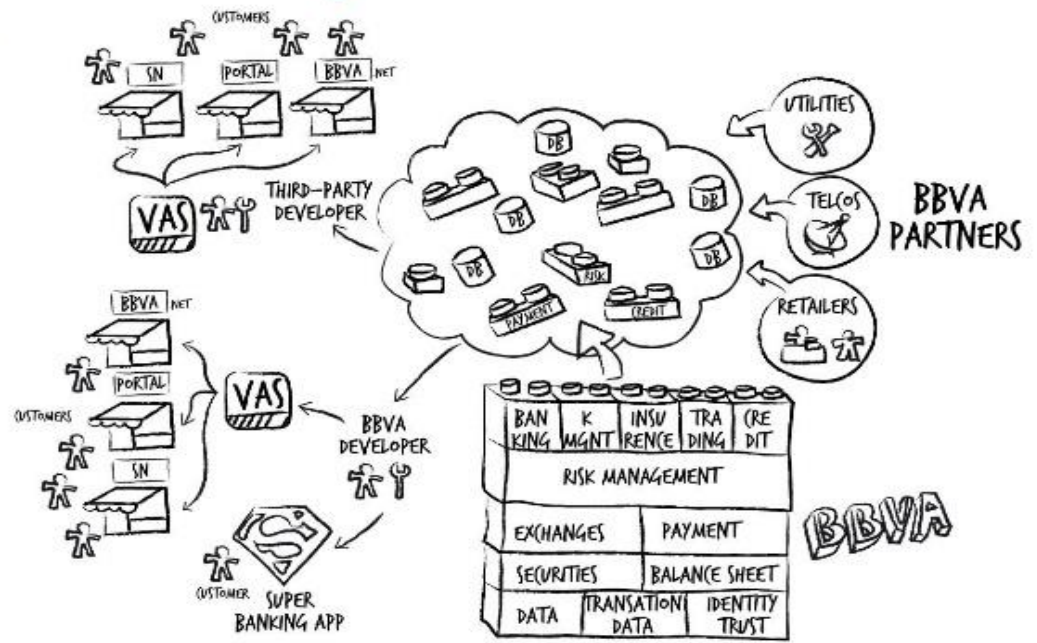 CUSTOMERS
SN
PORTAL
BBVA .NET
VAS
THIRD-PARTY
DEVELOPER
DB
DB
DB
DB
DB
RISK
PAYMENT
CREDIT
UTILITIES
TELCOS
RETAILERS
BBVA
PARTNERS
BBVA .NET
PORTAL
CUSTOMERS
SN
VAS
BBVA
DEVELOPER
CUSTOMER
SUPER
BANKING APP
S
BAN
KING
K
MGNT
INSU
RENCE
TRA
DING
CRE
DIT
RISK MANAGEMENT
EXCHANGES
PAYMENT
SECURITIES
BALANCE SHEET
DATA
TRANSATION
DATA
IDENTITY
TRUST
BBVA